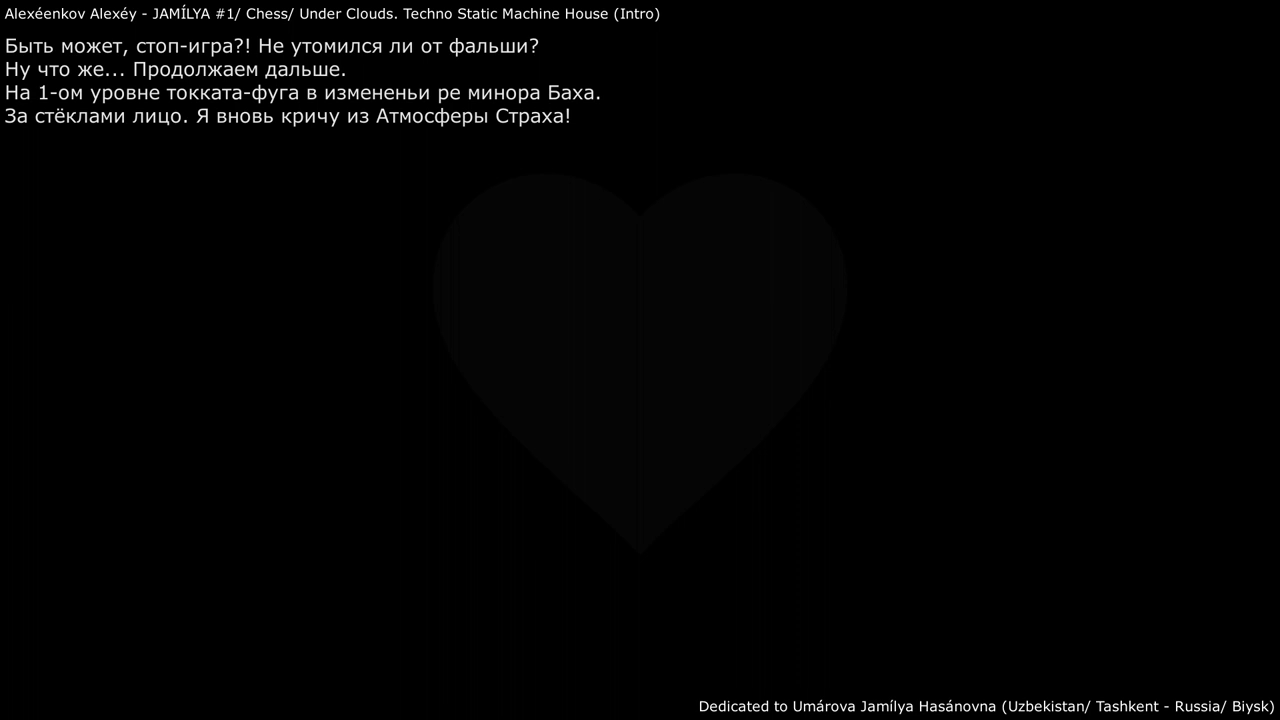 Alexéenkov Alexéy - JAMÍLYA #1/ Chess/ Under Clouds. Techno Static Machine House (Intro)
Быть может, стоп-игра?! Не утомился ли от фальши?
Ну что же... Продолжаем дальше.
На 1-ом уровне токката-фуга в измененьи ре минора Баха.
За стёклами лицо. Я вновь кричу из Атмосферы Страха!
Dedicated to Umárova Jamílya Hasánovna (Uzbekistan/ Tashkent - Russia/ Biysk)